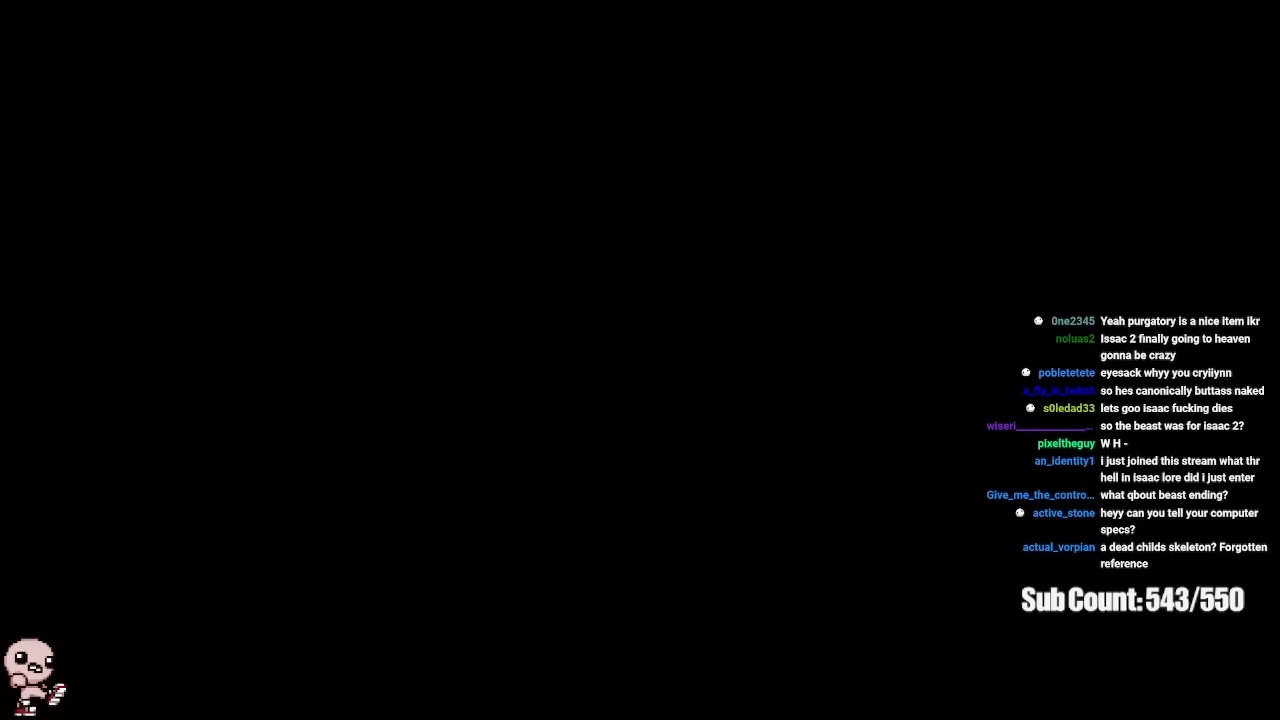 0ne2345 Yeah purgatory is a nice item ikr
noluas2 Issac 2 finally going to heaven
gonna be crazy
pobletetete eyesack whyy you cryiynn
so hes canonically buttass naked
s0ledad33 lets goo isaac fucking dies
so the beast was for isaac 2?
pixeltheguy W H -
an_identity1 i just joined this stream what thr
hell in isaac lore did i just enter
Give_me_the_contro... what qbout beast ending?
active_stone heyy can you tell your computer
specs?
actual_vorpian a dead childs skeleton? Forgotten
reference
Sub Count: 543/550